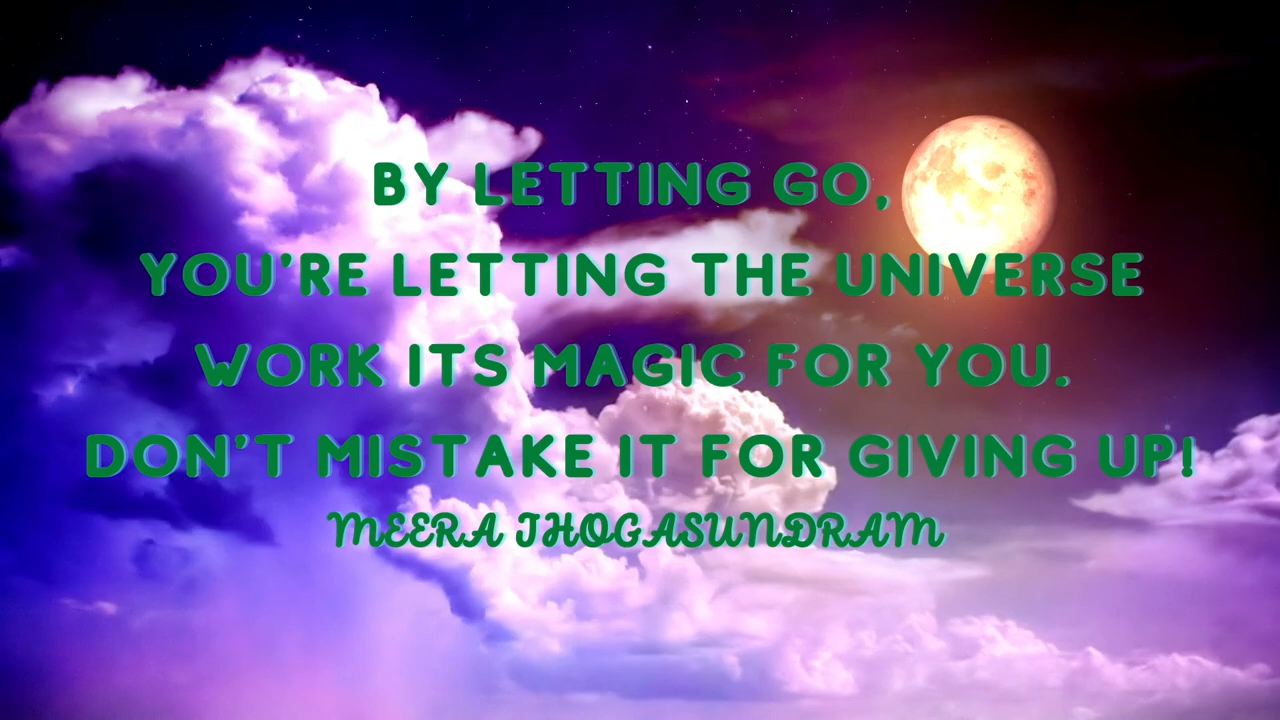 BY LETTING GO,
YOU'RE LETTING THE UNIVERSE
WORK ITS MAGIC FOR YOU.
DON'T MISTAKE IT FOR GIVING UP!
MEERA THOGASUNDRAM